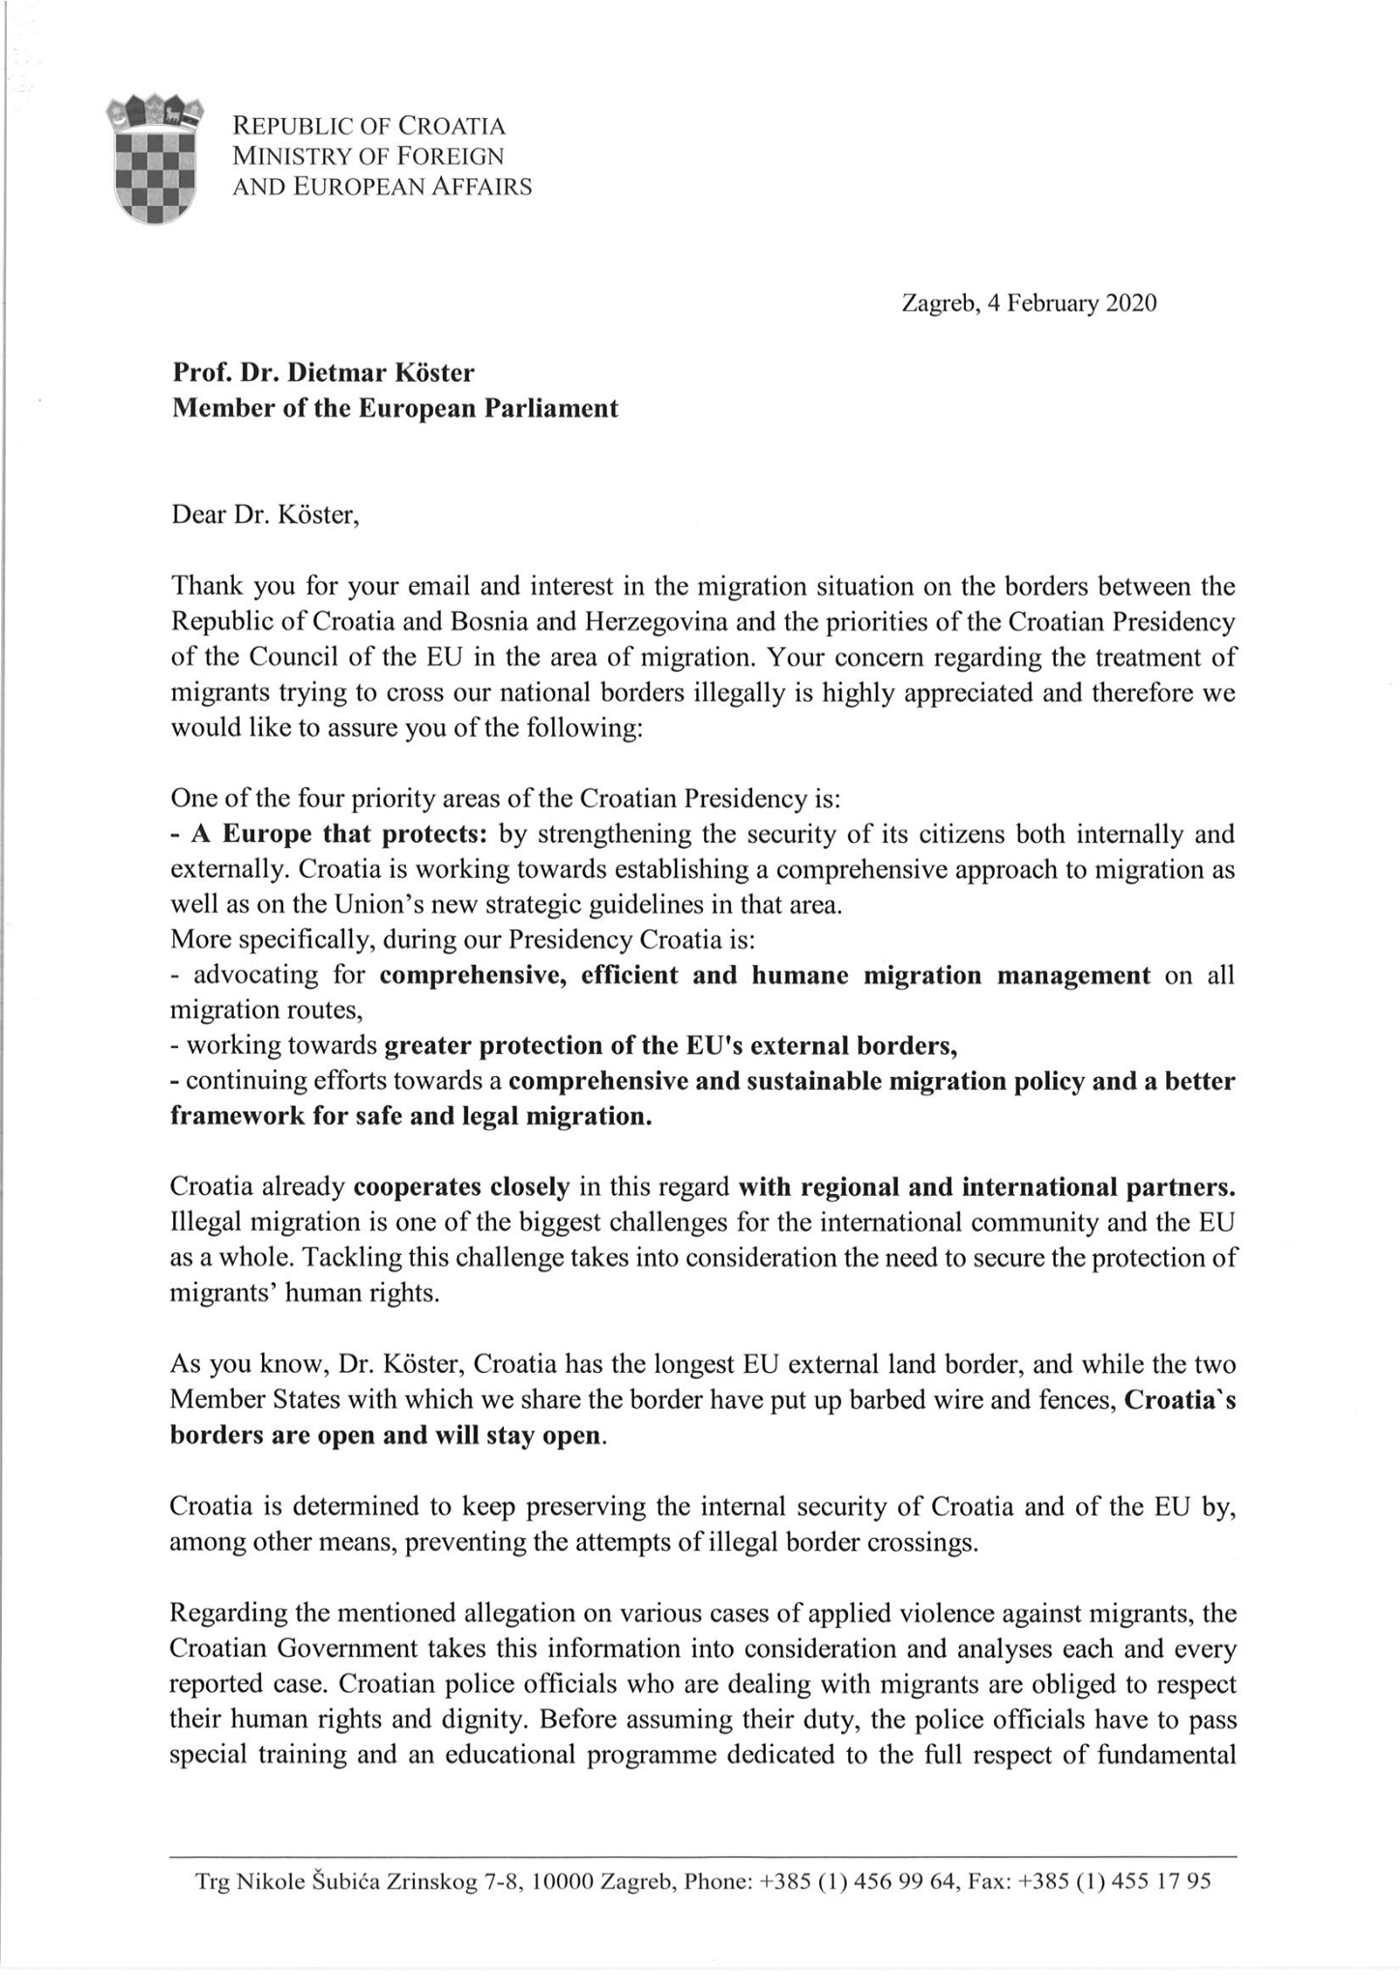 REPUBLIC OF CROATIA
MINISTRY OF FOREIGN
AND EUROPEAN AFFAIRS
Zagreb, 4 February 2020
Prof. Dr. Dietmar Köster
Member of the European Parliament
Dear Dr. Köster,
Thank you for your email and interest in the migration situation on the borders between the
Republic of Croatia and Bosnia and Herzegovina and the priorities of the Croatian Presidency
of the Council of the EU in the area of migration. Your concern regarding the treatment of
migrants trying to cross our national borders illegally is highly appreciated and therefore we
would like to assure you of the following:
One of the four priority areas of the Croatian Presidency is:
- A Europe that protects: by strengthening the security of its citizens both internally and
externally. Croatia is working towards establishing a comprehensive approach to migration as
well as on the Union’s new strategic guidelines in that area.
More specifically, during our Presidency Croatia is:
- advocating for comprehensive, efficient and humane migration management on all
migration routes,
- working towards greater protection of the EU's external borders,
- continuing efforts towards a comprehensive and sustainable migration policy and a better
framework for safe and legal migration.
Croatia already cooperates closely in this regard with regional and international partners.
Illegal migration is one of the biggest challenges for the international community and the EU
as a whole. Tackling this challenge takes into consideration the need to secure the protection of
migrants’ human rights.
As you know, Dr. Köster, Croatia has the longest EU external land border, and while the two
Member States with which we share the border have put up barbed wire and fences, Croatia`s
borders are open and will stay open.
Croatia is determined to keep preserving the internal security of Croatia and of the EU by,
among other means, preventing the attempts of illegal border crossings.
Regarding the mentioned allegation on various cases of applied violence against migrants, the
Croatian Government takes this information into consideration and analyses each and every
reported case. Croatian police officials who are dealing with migrants are obliged to respect
their human rights and dignity. Before assuming their duty, the police officials have to pass
special training and an educational programme dedicated to the full respect of fundamental
Trg Nikole Šubića Zrinskog 7-8, 10000 Zagreb, Phone: +385 (1) 456 99 64, Fax: +385 (1) 455 17 95